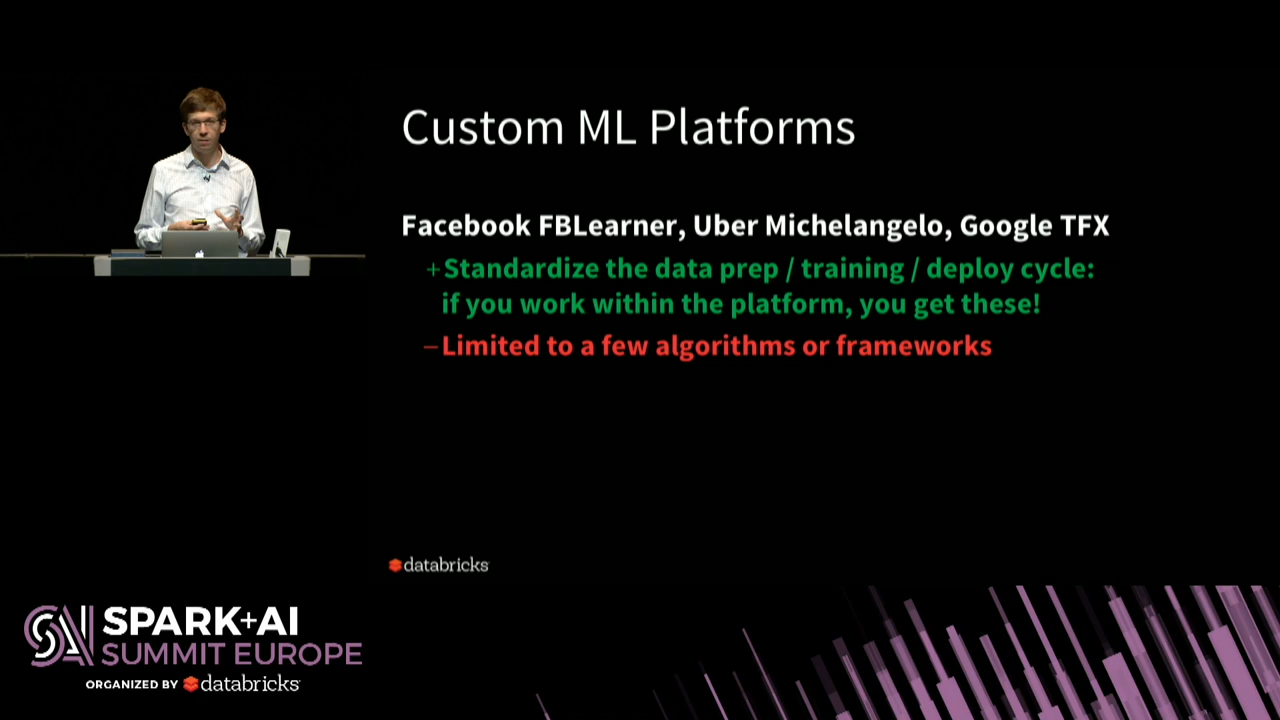 Custom ML Platforms
Facebook FBLearner, Uber Michelangelo, Google TFX
+Standardize the data prep / training / deploy cycle:
if you work within the platform, you get these!
–Limited to a few algorithms or frameworks
databricks
SPARK+AI
SUMMIT EUROPE
ORGANIZED BY databricks